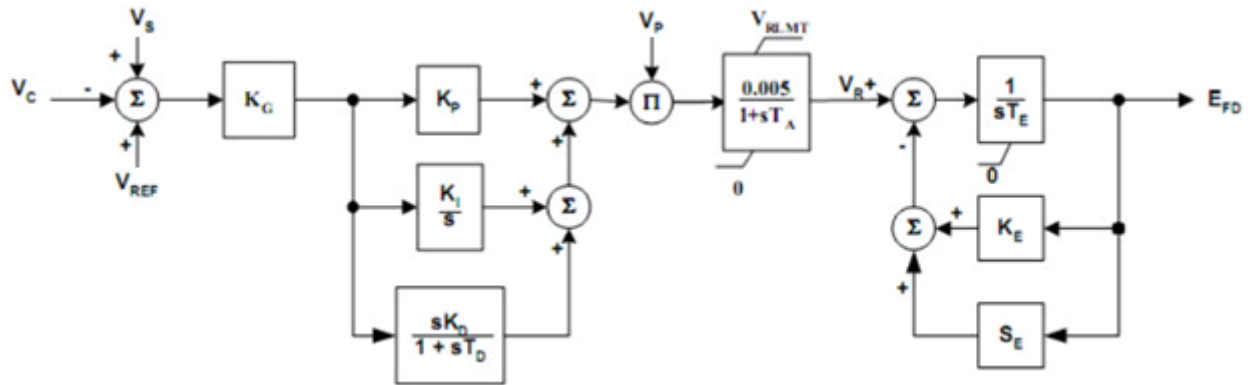 V_S
+
V_C
-
Σ
+
V_REF
K_G
K_P
+
Σ
+
K_I
s
+
Σ
+
sK_D
1 + sT_D
V_P
Π
V_RLMT
0.005
1+sT_A
0
V_R+
Σ
-
1
sT_E
0
E_FD
Σ
+
K_E
+
S_E